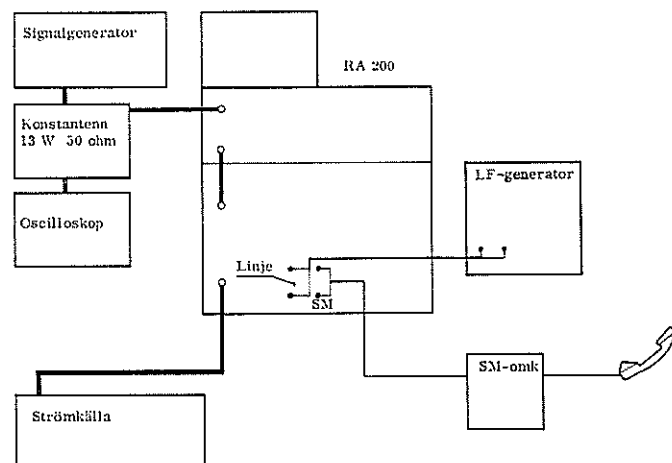 Signalgenerator
RA 200
Konstantenn
13 W 50 ohm
LF-generator
Oscilloskop
Linje
SM
SM-omk
Strömkälla